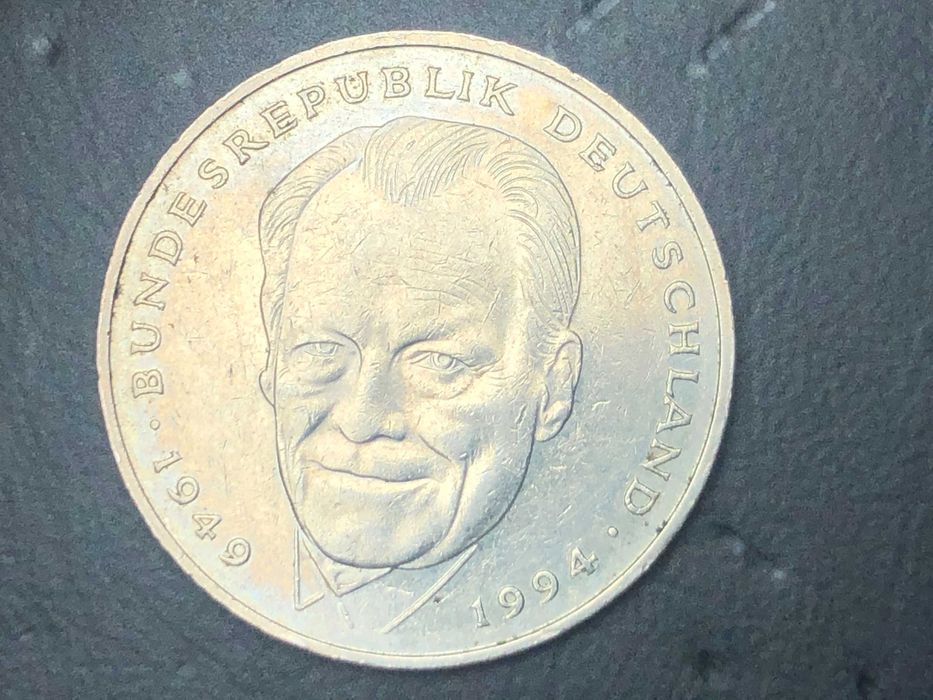 1949 · BUNDESREPUBLIK DEUTSCHLAND · 1994